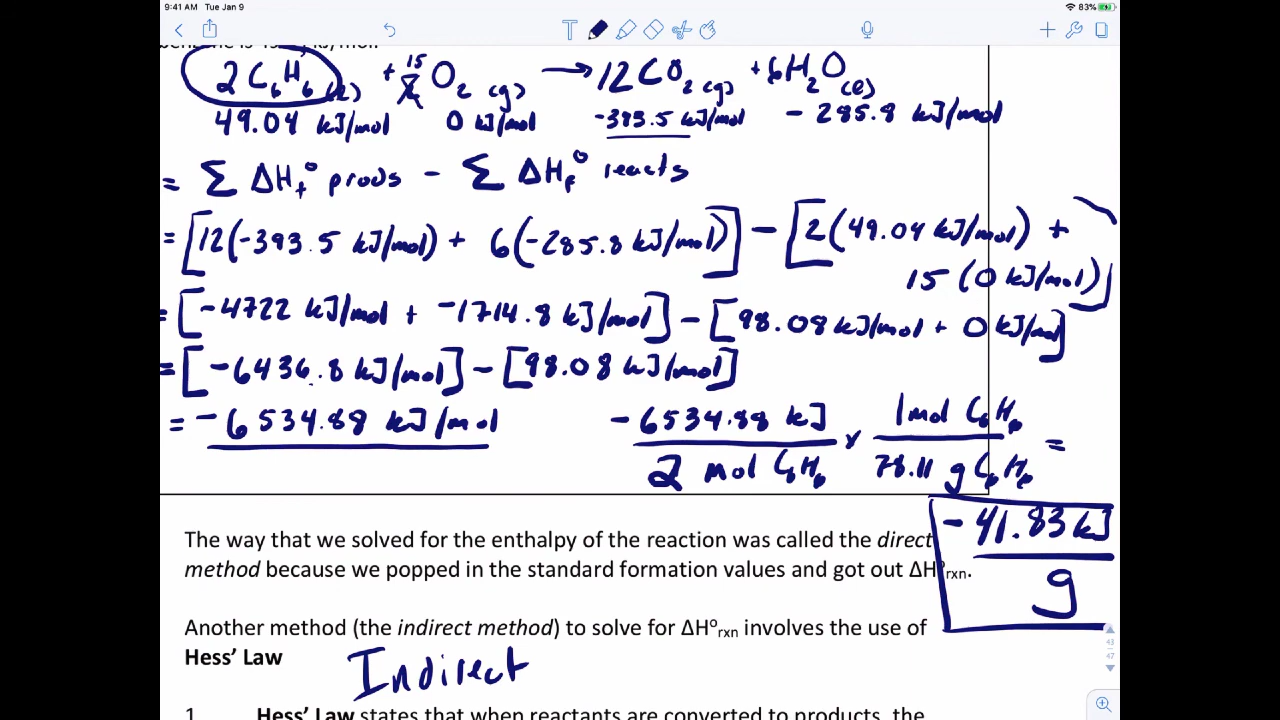 9:41 AM Tue Jan 9
83%
2 C6H6 (l) + 15 O2 (g) → 12 CO2 (g) + 6 H2O (l)
49.04 kJ/mol 0 kJ/mol -393.5 kJ/mol - 285.8 kJ/mol
= Σ ΔHf° prods - Σ ΔHf° reacts
= [12(-393.5 kJ/mol) + 6(-285.8 kJ/mol)] - [2(49.04 kJ/mol) +
15 (0 kJ/mol)]
= [-4722 kJ/mol + -1714.8 kJ/mol] - [98.08 kJ/mol + 0 kJ/mol]
= [-6436.8 kJ/mol] - [98.08 kJ/mol]
= -6534.88 kJ/mol
-6534.88 kJ x 1 mol C6H6 =
2 mol C6H6 78.11 g C6H6
-41.83 kJ
g
The way that we solved for the enthalpy of the reaction was called the direct
method because we popped in the standard formation values and got out ΔH°rxn.
Another method (the indirect method) to solve for ΔH°rxn involves the use of
Hess' Law
Indirect
1. Hess' Law states that when reactants are converted to products, the
43
47